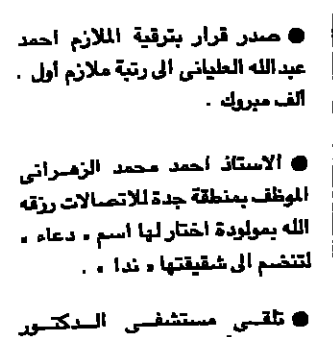 ● صدر قرار بترقية الملازم احمد
عبدالله العلياني الى رتبة ملازم أول .
ألف مبروك .
● الاستاذ احمد محمد الزهراني
الموظف بمنطقة جدة للاتصالات رزقه
الله بمولودة اختار لها اسم « دعاء »
لتنضم الى شقيقتها « ندا » .
● تلقى مستشفى الدكتور